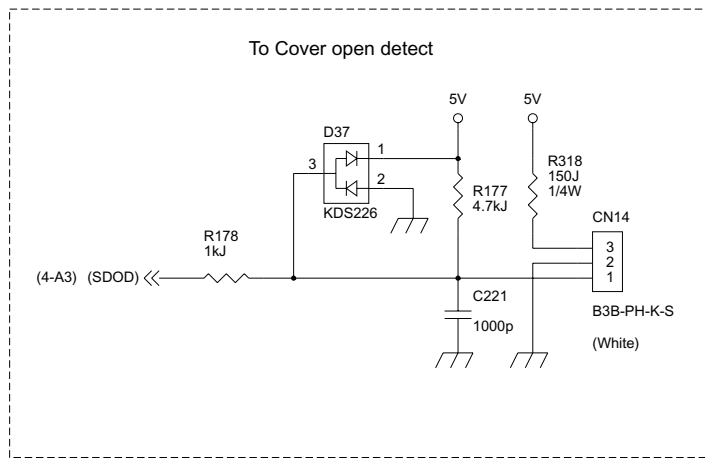 To Cover open detect
5V
5V
D37
1
3
2
KDS226
R177
4.7kJ
R318
150J
1/4W
CN14
3
2
1
B3B-PH-K-S
(White)
R178
1kJ
(4-A3) (SDOD)
C221
1000p